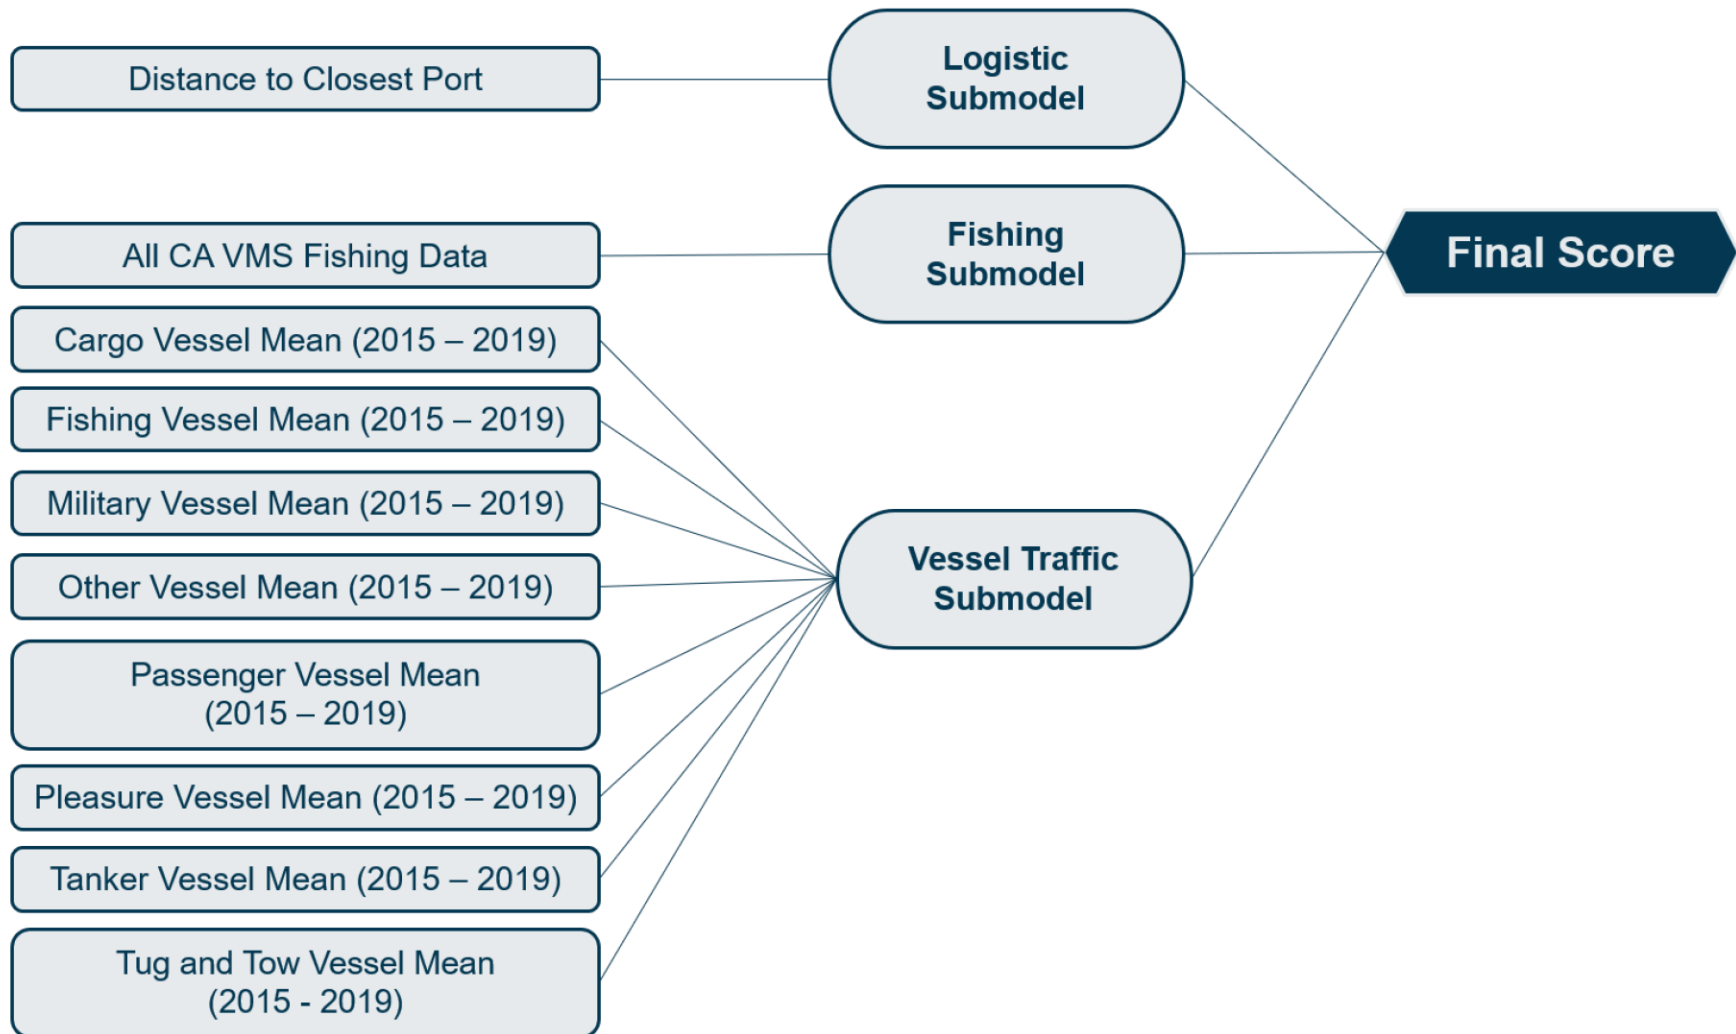 Distance to Closest Port
All CA VMS Fishing Data
Cargo Vessel Mean (2015 – 2019)
Fishing Vessel Mean (2015 – 2019)
Military Vessel Mean (2015 – 2019)
Other Vessel Mean (2015 – 2019)
Passenger Vessel Mean
(2015 – 2019)
Pleasure Vessel Mean (2015 – 2019)
Tanker Vessel Mean (2015 – 2019)
Tug and Tow Vessel Mean
(2015 - 2019)
Logistic
Submodel
Fishing
Submodel
Vessel Traffic
Submodel
Final Score